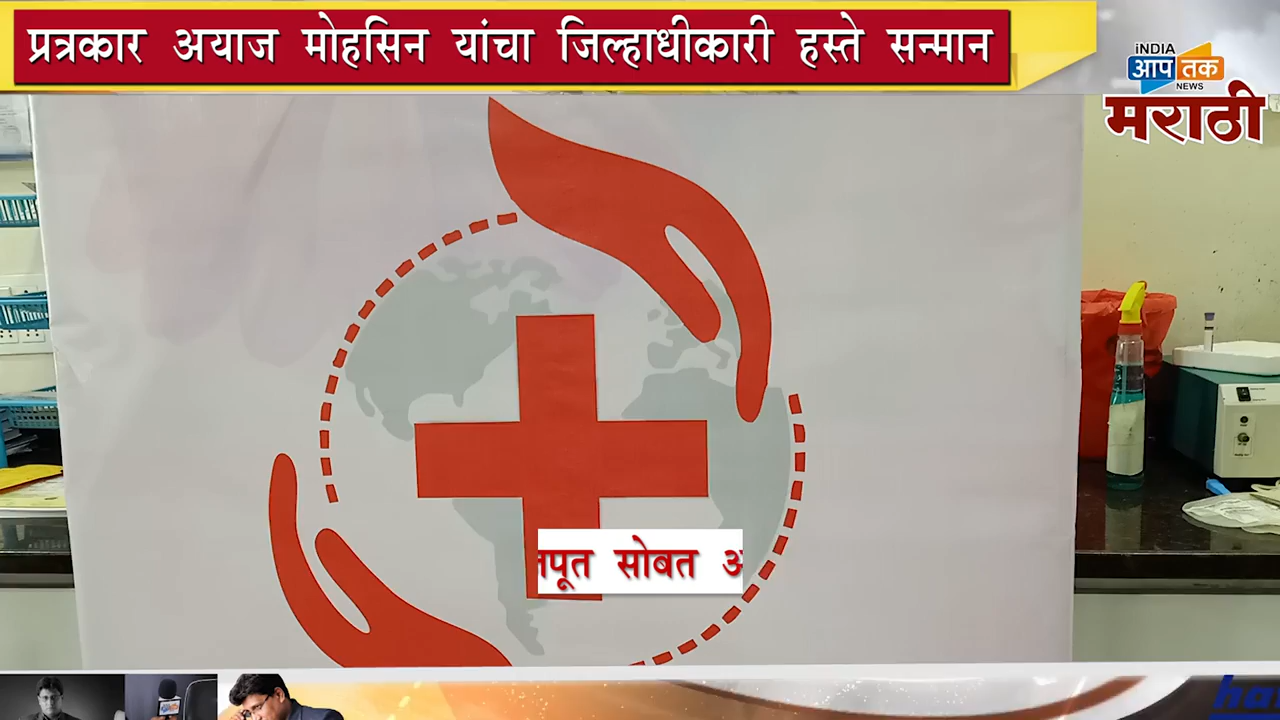 प्रत्रकार अयाज मोहसिन यांचा जिल्हाधीकारी हस्ते सन्मान
iNDIA
आप तक
NEWS
मराठी
सोबत